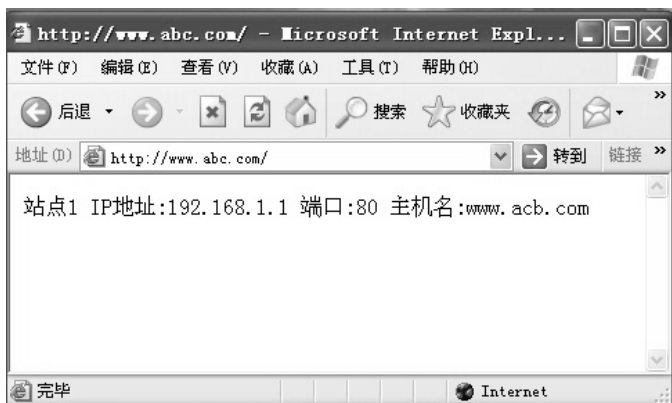 http://www.abc.com/ - Microsoft Internet Expl...
文件(F) 编辑(E) 查看(V) 收藏(A) 工具(T) 帮助(H)
后退 搜索 收藏夹 »
地址(D) http://www.abc.com/ 转到 链接 »
站点1 IP地址:192.168.1.1 端口:80 主机名:www.acb.com
完毕 Internet